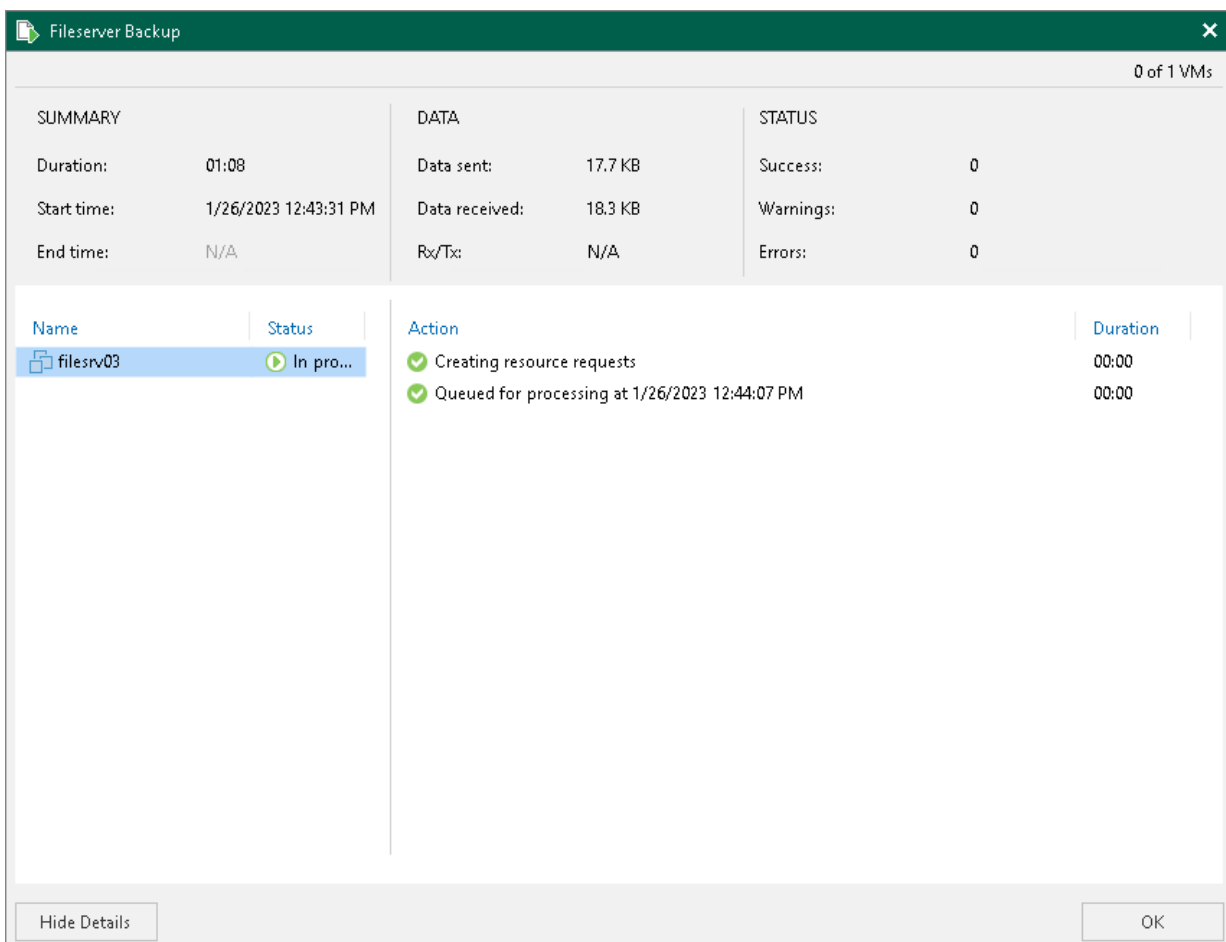 Fileserver Backup
0 of 1 VMs
SUMMARY DATA STATUS
Duration: 01:08 Data sent: 17.7 KB Success: 0
Start time: 1/26/2023 12:43:31 PM Data received: 18.3 KB Warnings: 0
End time: N/A Rx/Tx: N/A Errors: 0
Name Status Action Duration
filesrv03 In pro... Creating resource requests 00:00
Queued for processing at 1/26/2023 12:44:07 PM 00:00
Hide Details OK